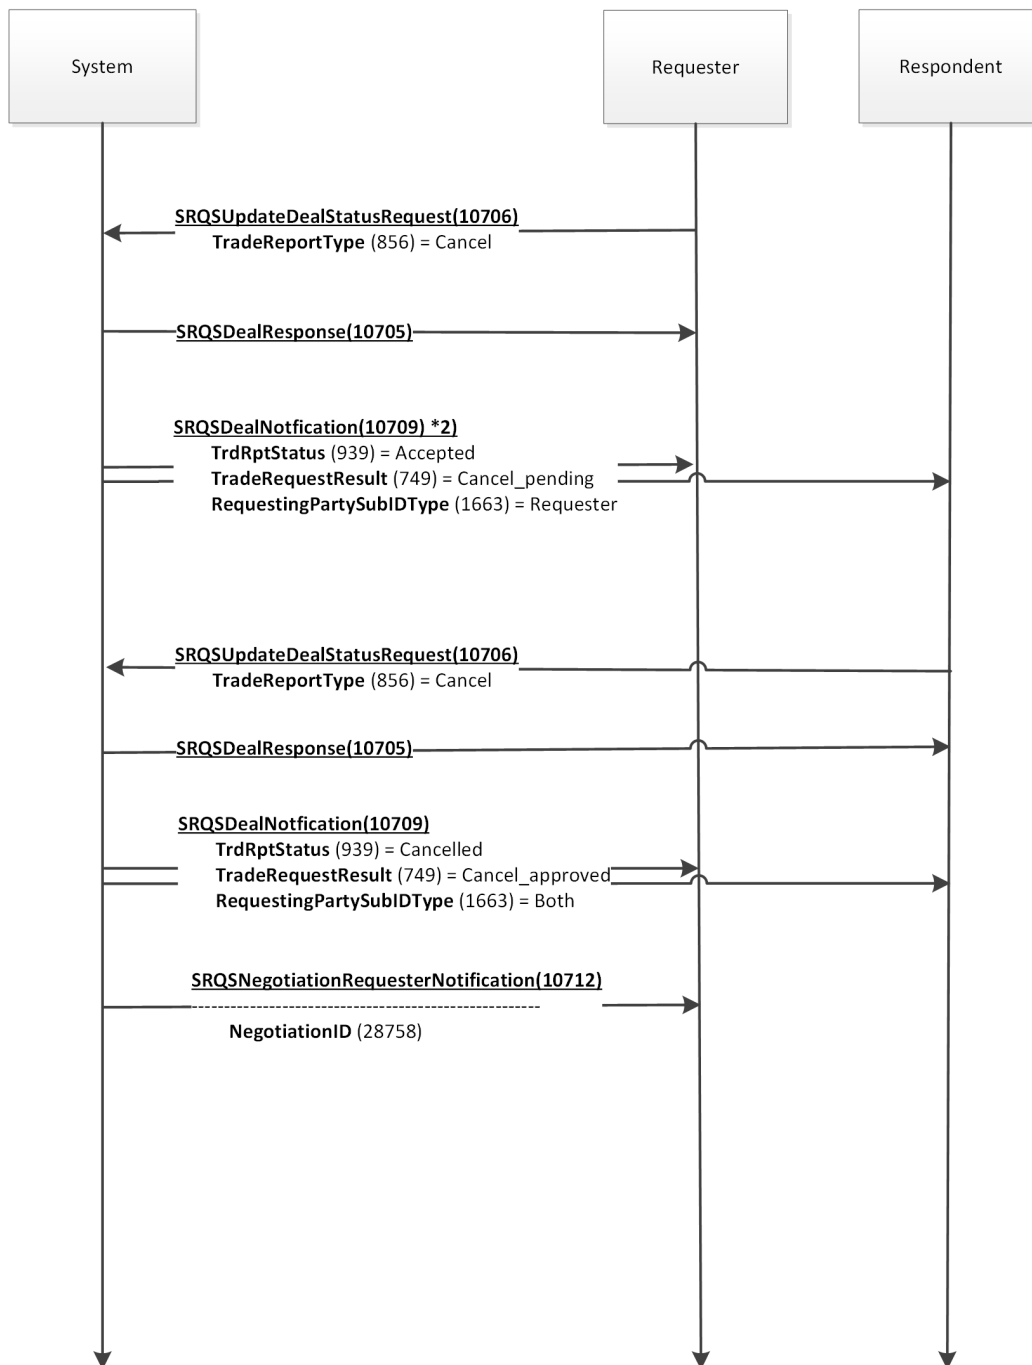 System
Requester
Respondent
SRQSUpdateDealStatusRequest(10706)
TradeReportType (856) = Cancel
SRQSDealResponse(10705)
SRQSDealNotfication(10709) *2)
TrdRptStatus (939) = Accepted
TradeRequestResult (749) = Cancel_pending
RequestingPartySubIDType (1663) = Requester
SRQSUpdateDealStatusRequest(10706)
TradeReportType (856) = Cancel
SRQSDealResponse(10705)
SRQSDealNotfication(10709)
TrdRptStatus (939) = Cancelled
TradeRequestResult (749) = Cancel_approved
RequestingPartySubIDType (1663) = Both
SRQSNegotiationRequesterNotification(10712)
NegotiationID (28758)